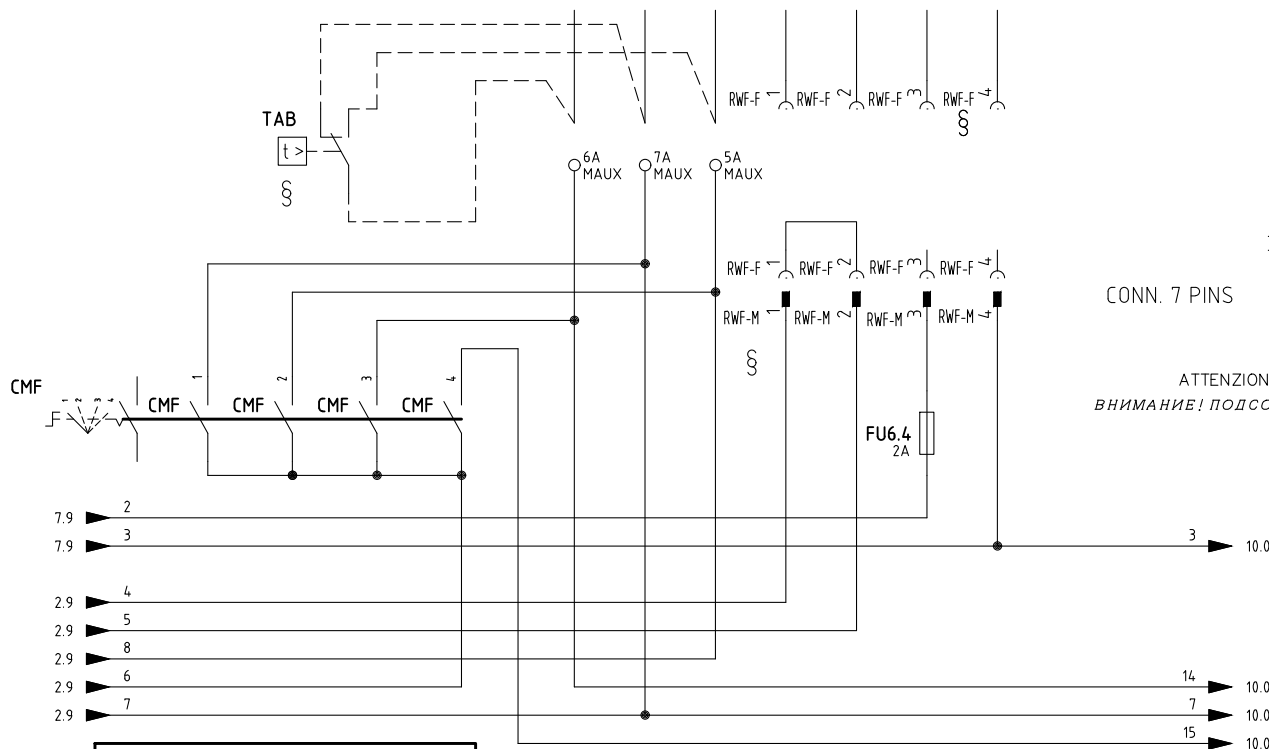 RWF-F 1 RWF-F 2 RWF-F 3 RWF-F 4
§
TAB
t >
§
6A
MAUX
7A
MAUX
5A
MAUX
RWF-F 1 RWF-F 2 RWF-F 3 RWF-F 4
RWF-M 1 RWF-M 2 RWF-M 3 RWF-M 4
§
CONN. 7 PINS
ATTENZION
ВНИМАНИЕ! ПОДСО
CMF
1 2 3 4
CMF 1 CMF 2 CMF 3 CMF 4
FU6.4
2A
7.9 2
7.9 3 3 10.0
2.9 4
2.9 5
2.9 8
2.9 6 14 10.0
2.9 7 7 10.0
15 10.0